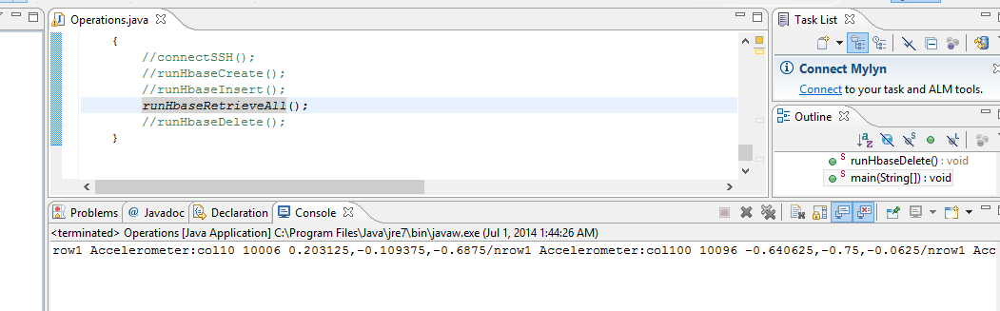 Operations.java
{
//connectSSH();
//runHbaseCreate();
//runHbaseInsert();
runHbaseRetrieveAll();
//runHbaseDelete();
}
Task List
Connect Mylyn
Connect to your task and ALM tools.
Outline
runHbaseDelete() : void
main(String[]) : void
Problems @ Javadoc Declaration Console
<terminated> Operations [Java Application] C:\Program Files\Java\jre7\bin\javaw.exe (Jul 1, 2014 1:44:26 AM)
row1 Accelerometer:col10 10006 0.203125,-0.109375,-0.6875/nrow1 Accelerometer:col100 10096 -0.640625,-0.75,-0.0625/nrow1 Acc